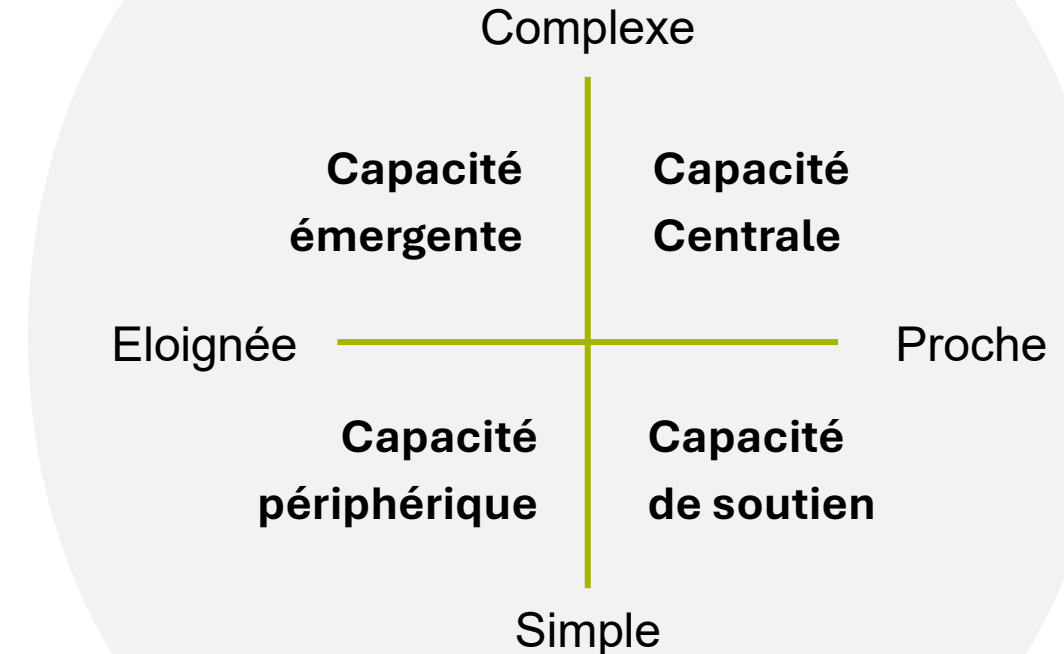 Complexe
Capacité
émergente
Capacité
Centrale
Eloignée
Proche
Capacité
périphérique
Capacité
de soutien
Simple